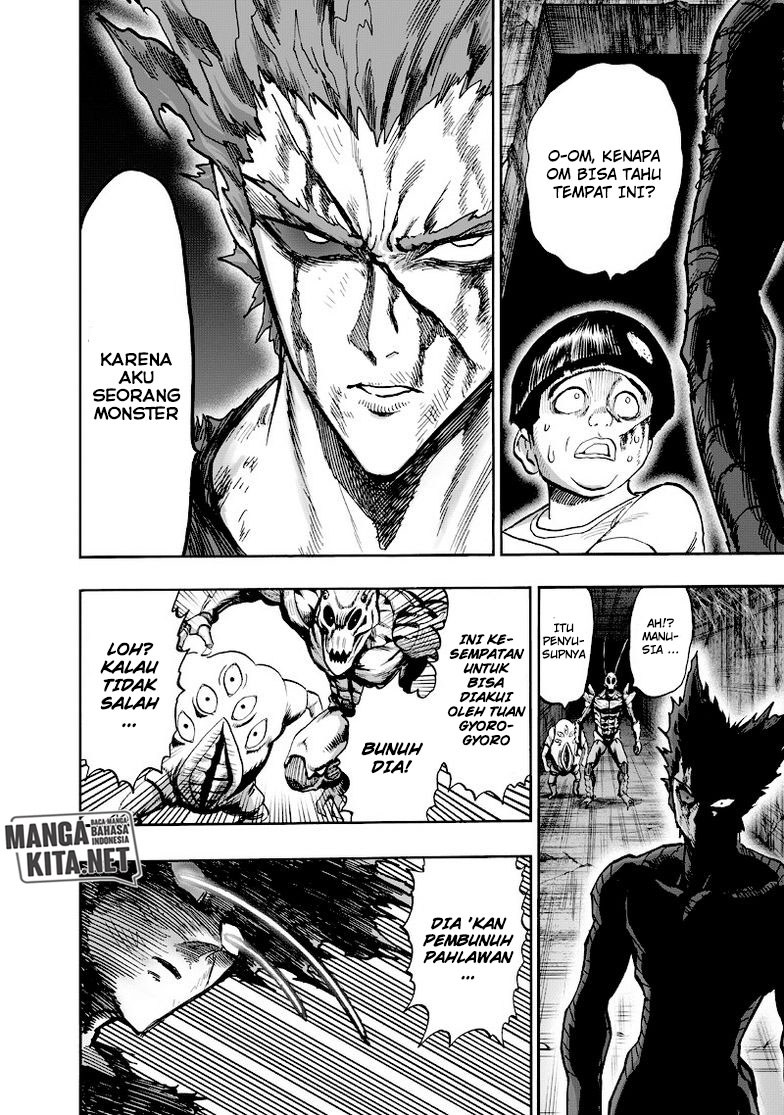 O-OM, KENAPA
OM BISA TAHU
TEMPAT INI?
KARENA
AKU
SEORANG
MONSTER
AH!?
MANU-
SIA ...
ITU
PENYU-
SUPNYA
INI KE-
SEMPATAN
UNTUK
BISA
DIAKUI
OLEH TUAN
GYORO-
GYORO
BUNUH
DIA!
LOH?
KALAU
TIDAK
SALAH
...
DIA 'KAN
PEMBUNUH
PAHLAWAN
...
MANGA
KITA.NET
BACA-MANGA
BAHASA
INDONESIA